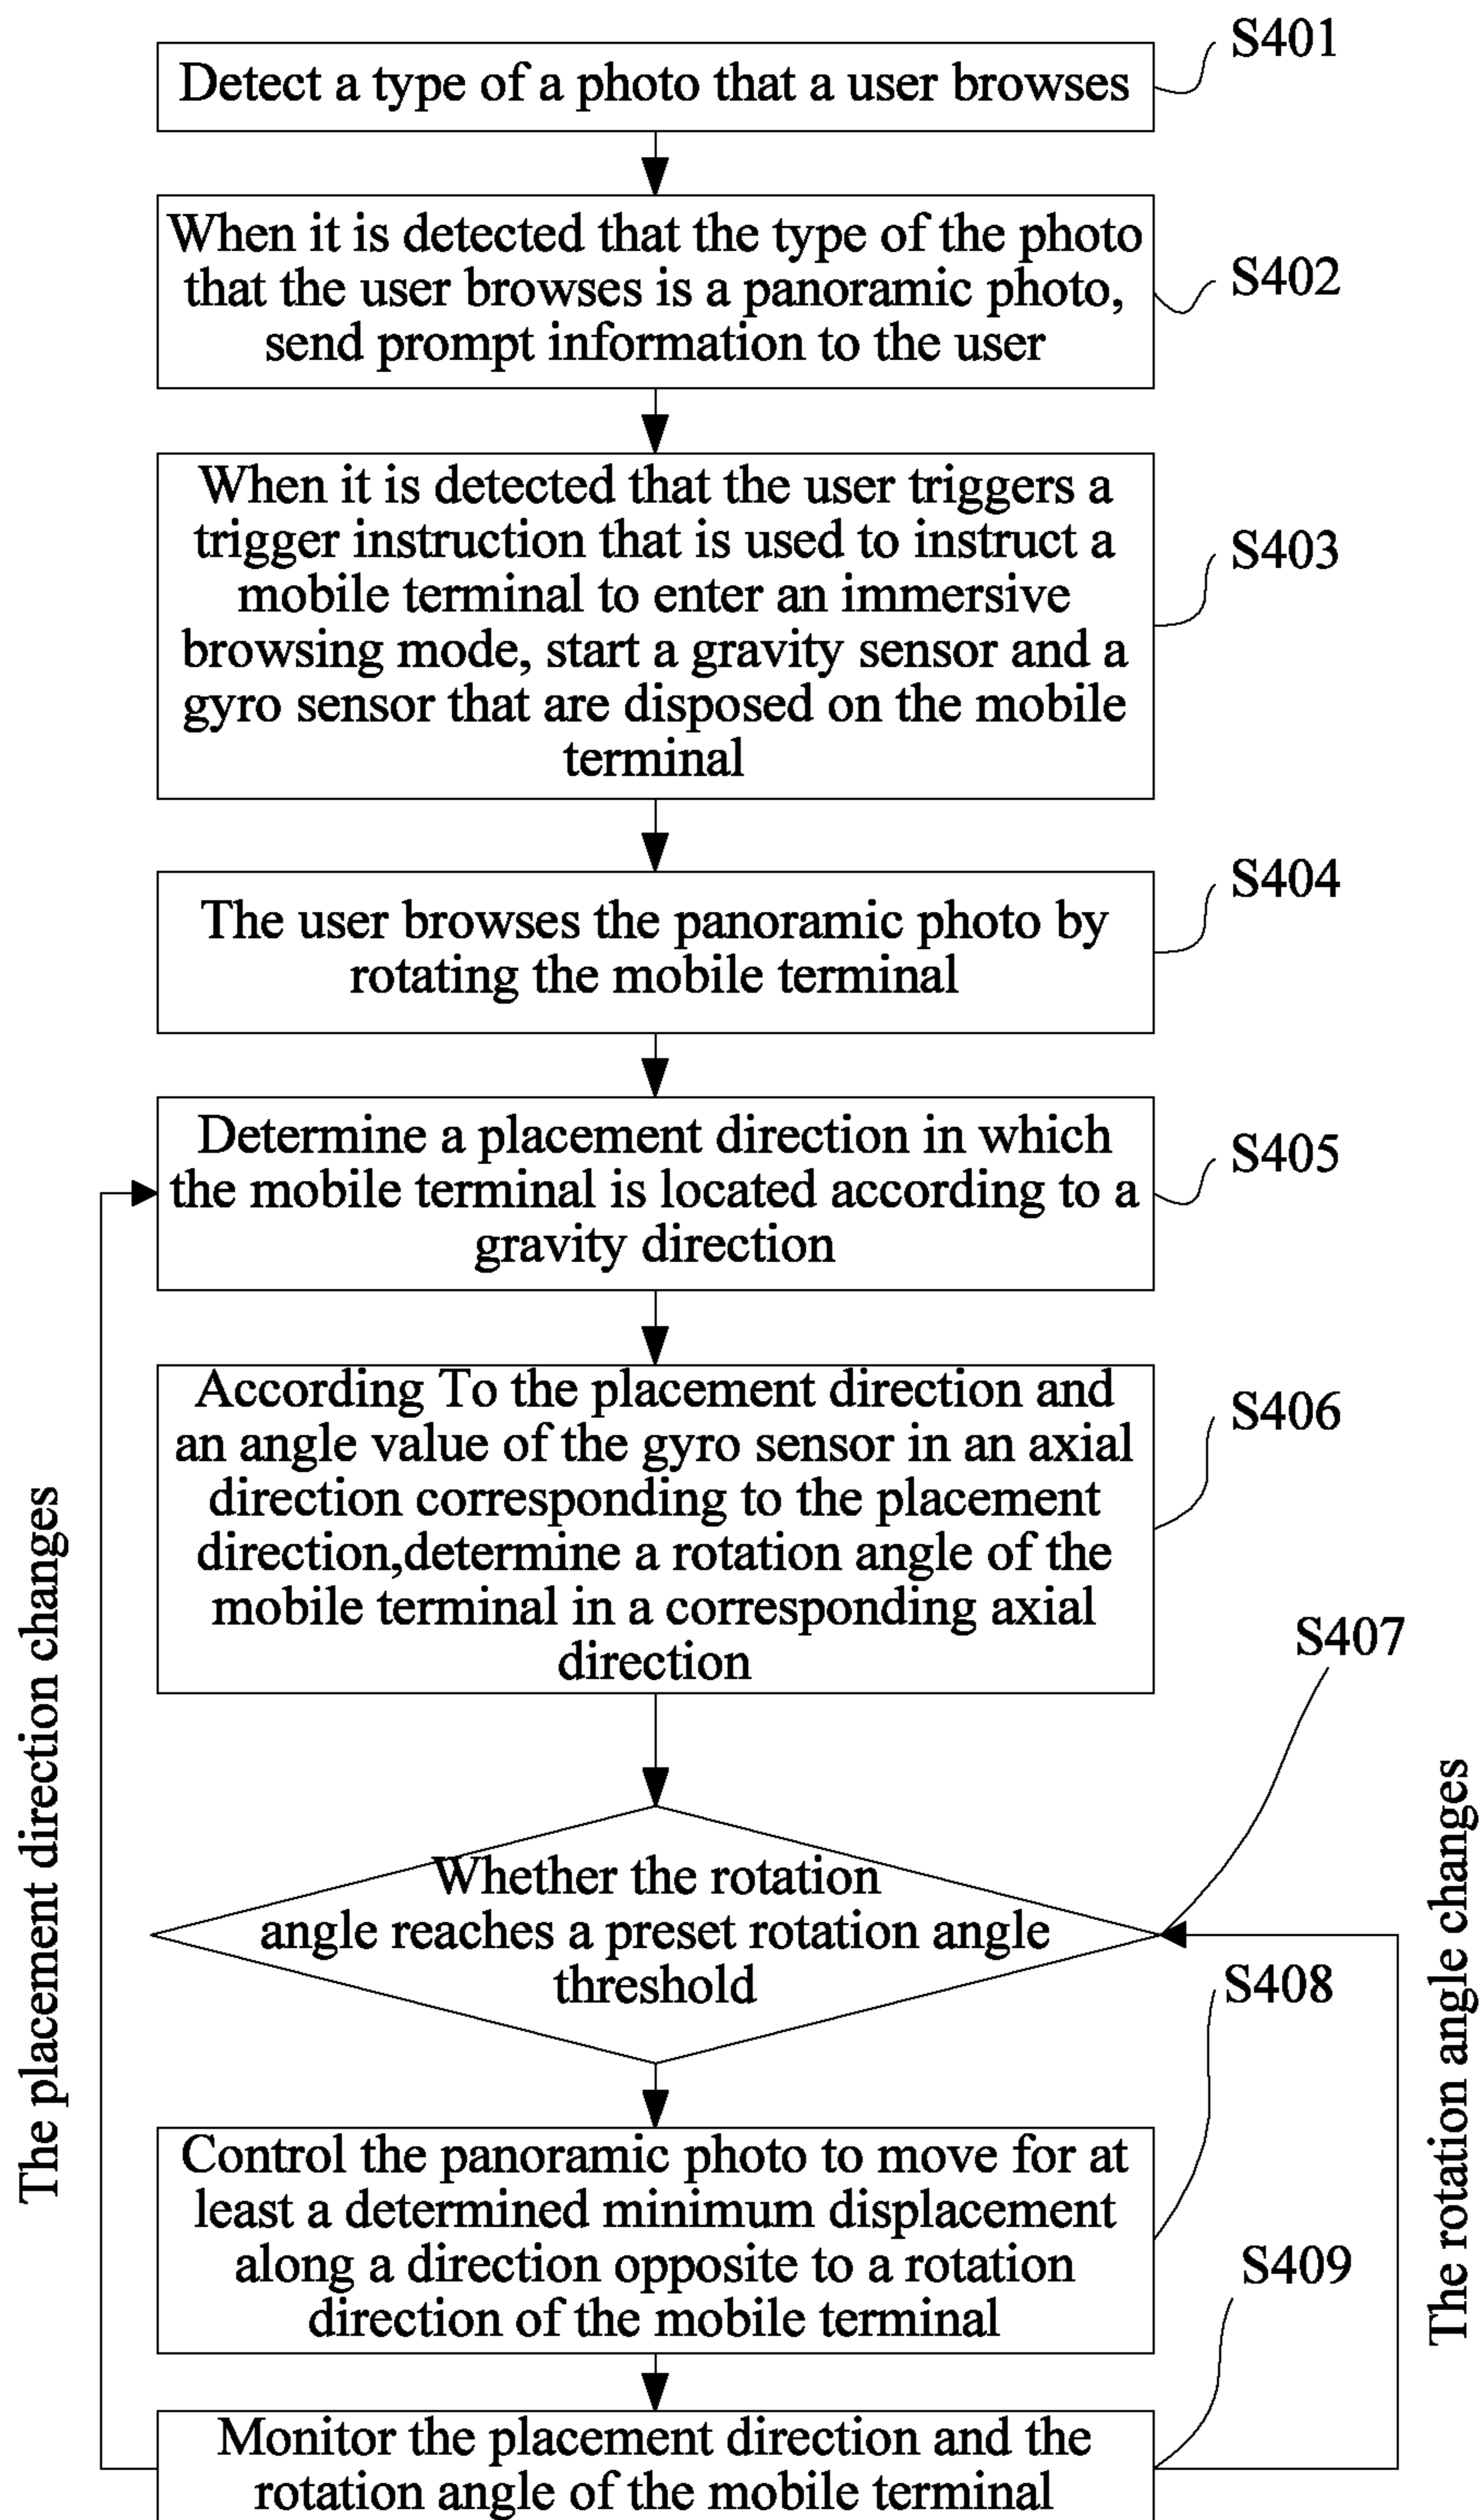 Detect a type of a photo that a user browses
S401
When it is detected that the type of the photo
that the user browses is a panoramic photo,
send prompt information to the user
S402
When it is detected that the user triggers a
trigger instruction that is used to instruct a
mobile terminal to enter an immersive
browsing mode, start a gravity sensor and a
gyro sensor that are disposed on the mobile
terminal
S403
The user browses the panoramic photo by
rotating the mobile terminal
S404
Determine a placement direction in which
the mobile terminal is located according to a
gravity direction
S405
According To the placement direction and
an angle value of the gyro sensor in an axial
direction corresponding to the placement
direction,determine a rotation angle of the
mobile terminal in a corresponding axial
direction
S406
Whether the rotation
angle reaches a preset rotation angle
threshold
S407
Control the panoramic photo to move for at
least a determined minimum displacement
along a direction opposite to a rotation
direction of the mobile terminal
S408
Monitor the placement direction and the
rotation angle of the mobile terminal
S409
The placement direction changes
The rotation angle changes